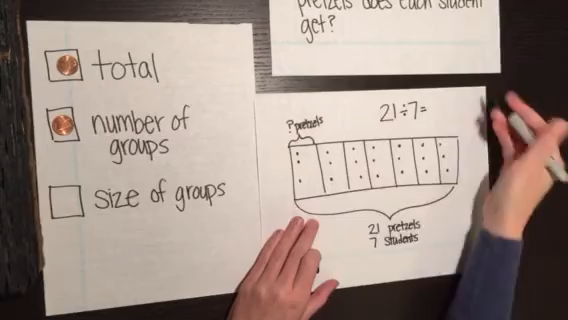 pretzels does each student
get?
total
number of
groups
size of groups
21÷7=
? pretzels
21 pretzels
7 Students